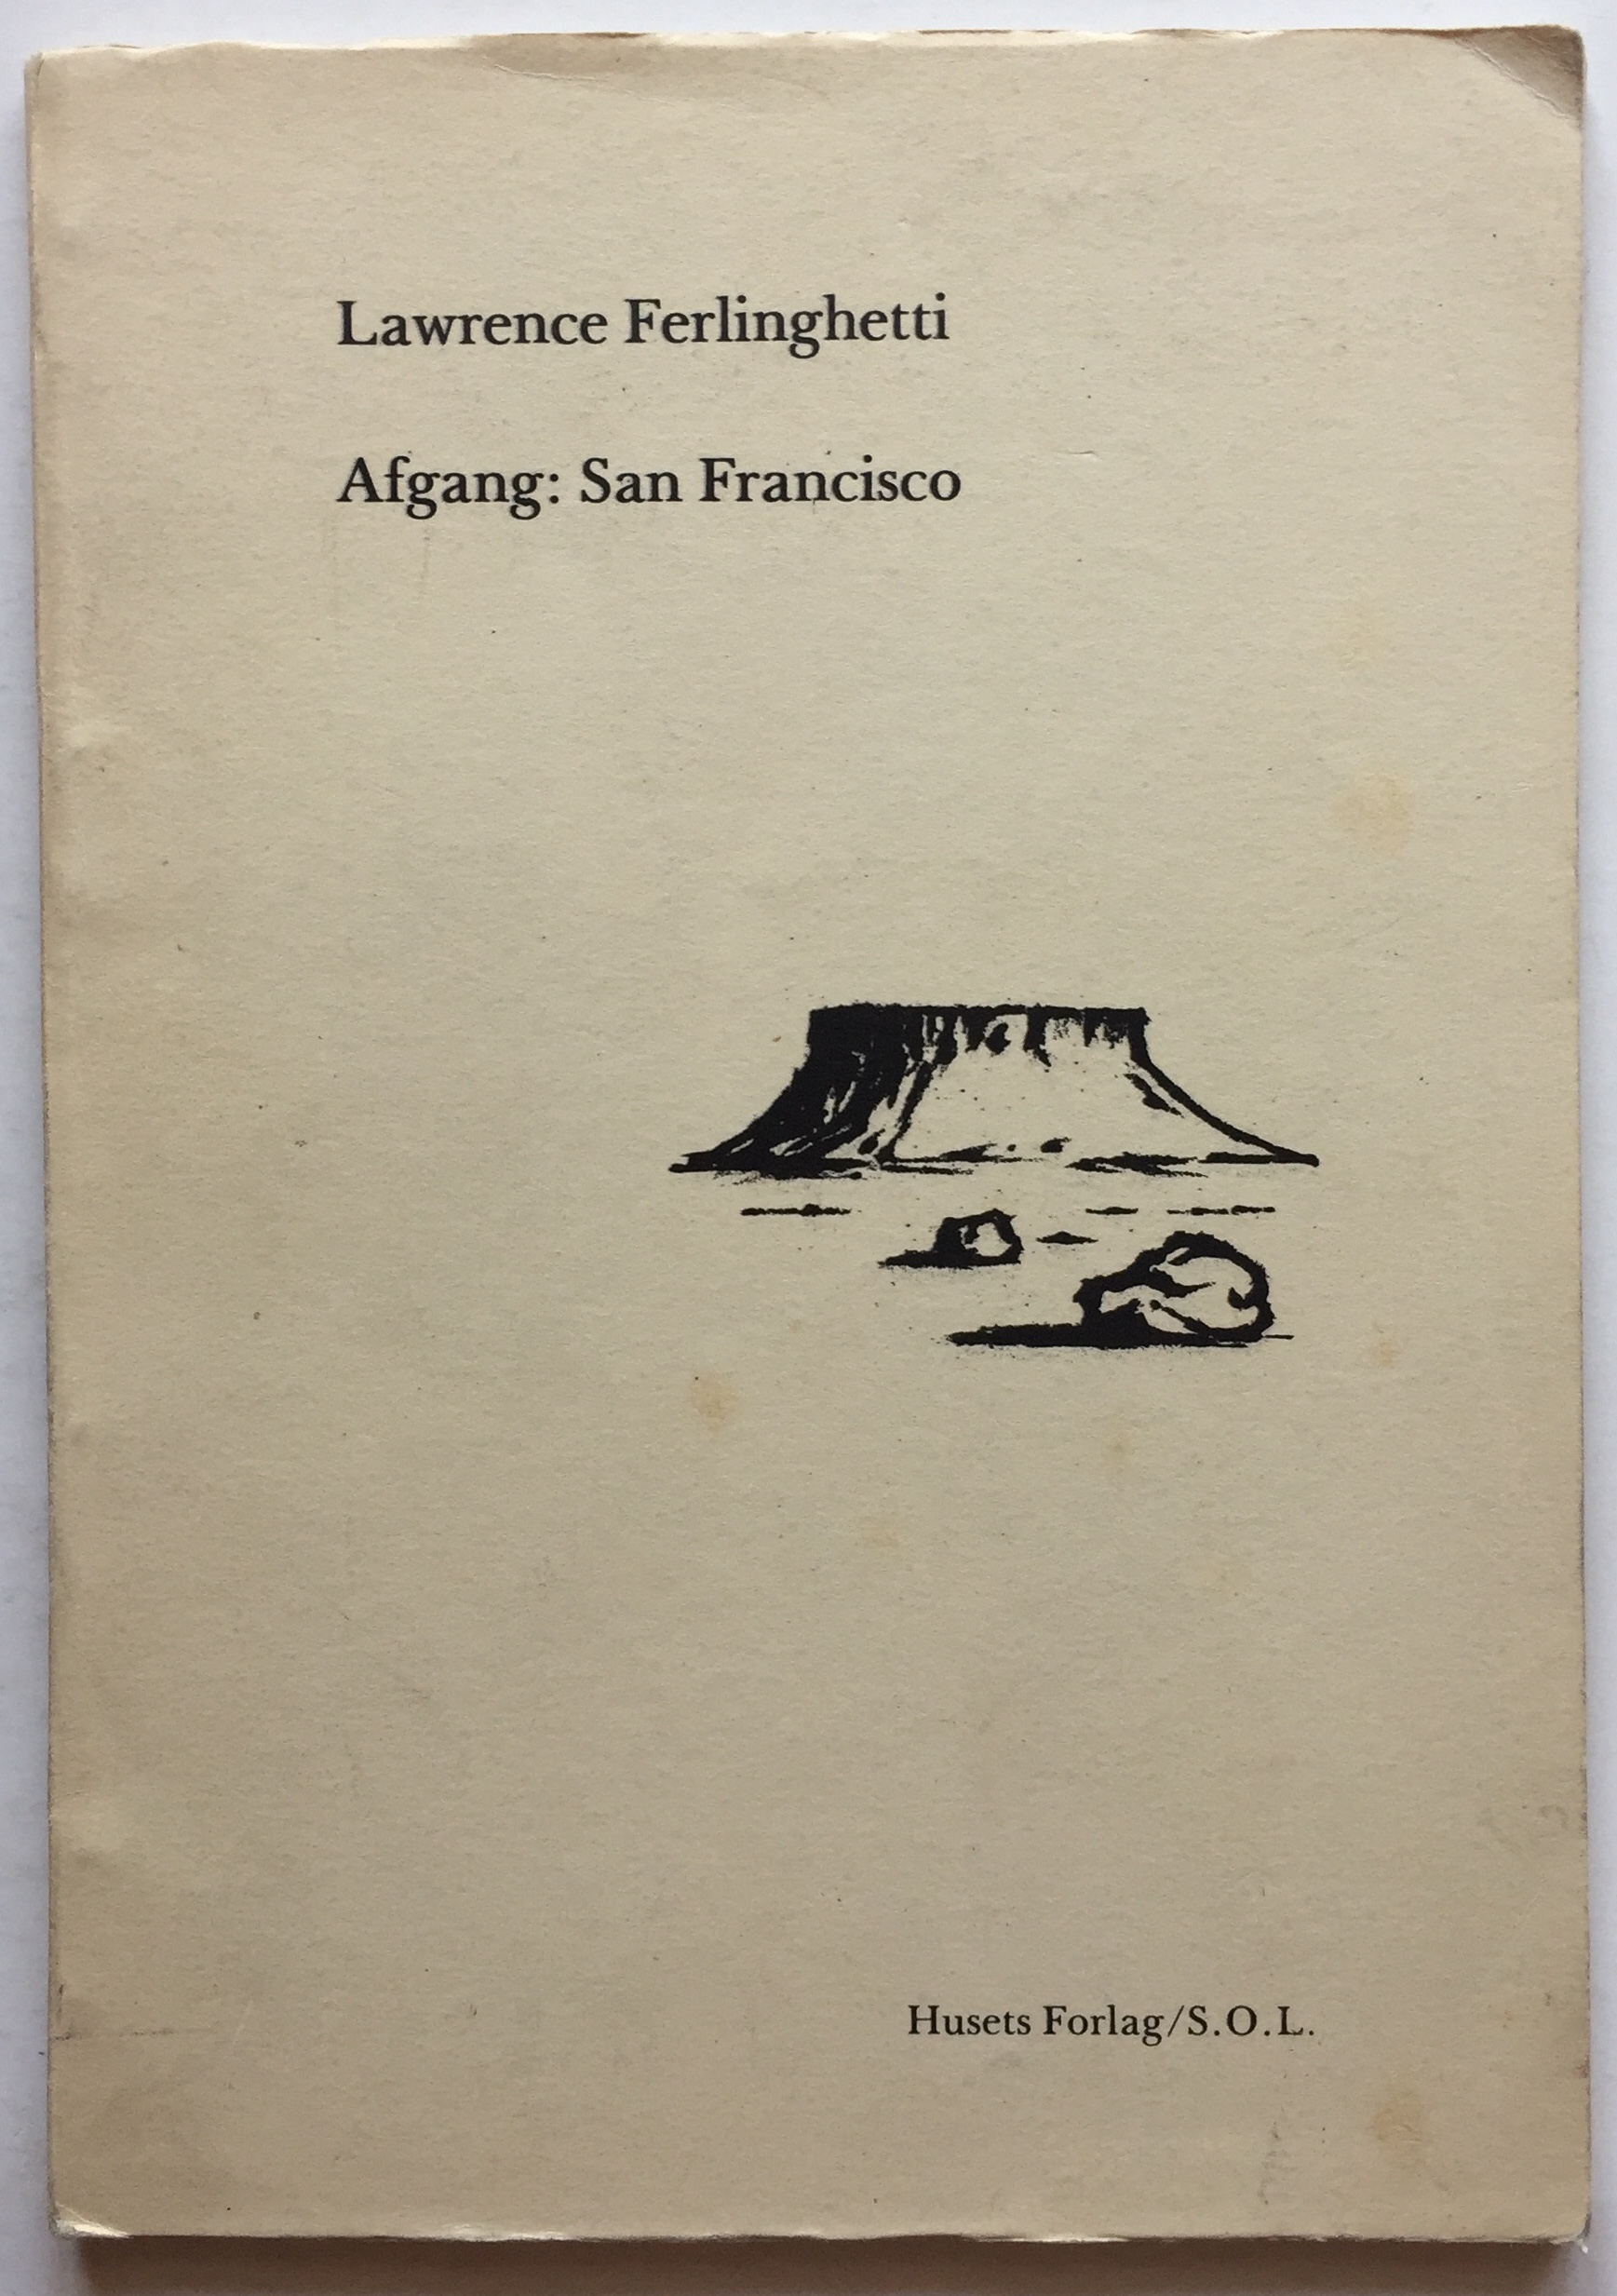 Lawrence Ferlinghetti
Afgang: San Francisco
Husets Forlag/S.O.L.